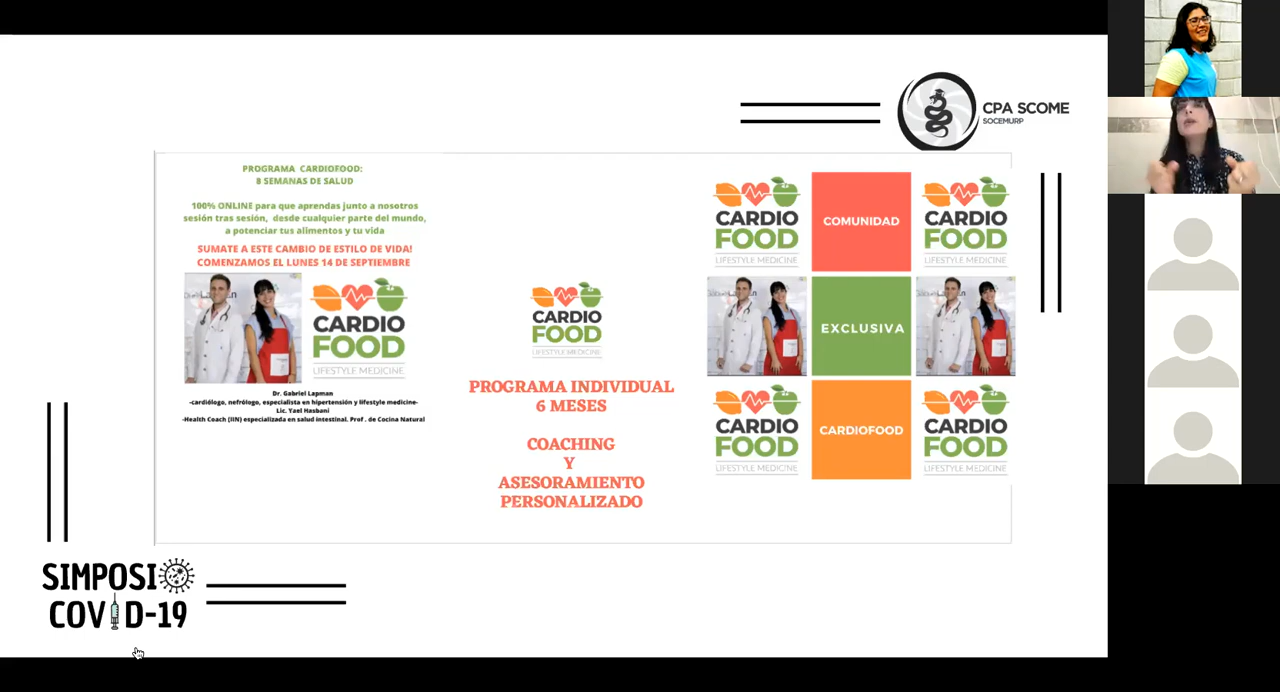 CPA SCOME
SOCEMURP
PROGRAMA CARDIOFOOD:
8 SEMANAS DE SALUD
100% ONLINE para que aprendas junto a nosotros
sesión tras sesión, desde cualquier parte del mundo,
a potenciar tus alimentos y tu vida
SUMATE A ESTE CAMBIO DE ESTILO DE VIDA!
COMENZAMOS EL LUNES 14 DE SEPTIEMBRE
CARDIO
FOOD
LIFESTYLE MEDICINE
Dr. Gabriel Lapman
-cardiólogo, nefrólogo, especialista en hipertensión y lifestyle medicine-
Lic. Yael Hasbani
-Health Coach (IIN) especializada en salud intestinal. Prof . de Cocina Natural
CARDIO
FOOD
LIFESTYLE MEDICINE
PROGRAMA INDIVIDUAL
6 MESES
COACHING
Y
ASESORAMIENTO
PERSONALIZADO
CARDIO
FOOD
LIFESTYLE MEDICINE
COMUNIDAD
CARDIO
FOOD
LIFESTYLE MEDICINE
EXCLUSIVA
CARDIO
FOOD
LIFESTYLE MEDICINE
CARDIOFOOD
CARDIO
FOOD
LIFESTYLE MEDICINE
SIMPOSIO
COVID-19